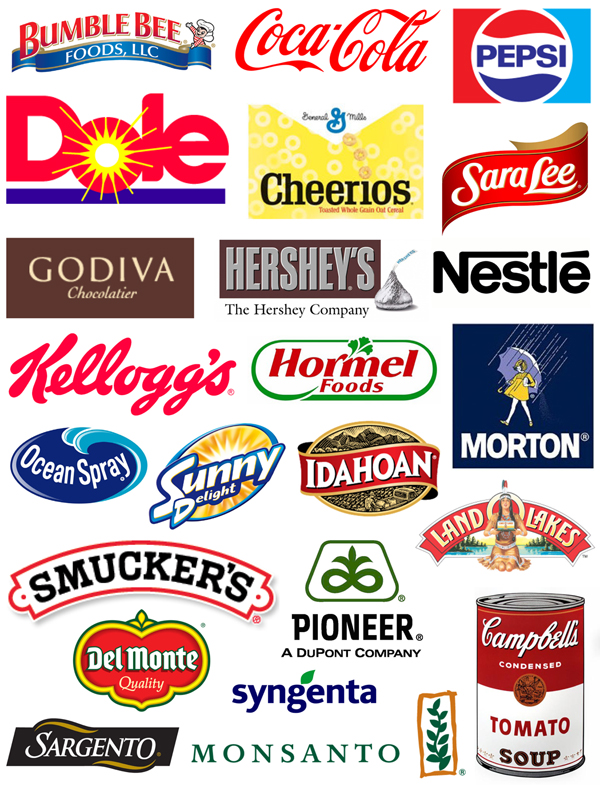 BUMBLE BEE
FOODS, LLC
Coca-Cola
PEPSI
Dole
General Mills
G
Cheerios
Toasted Whole Grain Oat Cereal
Sara Lee
GODIVA
Chocolatier
HERSHEY'S
The Hershey Company
Nestlé
Kellogg's®
Hormel
Foods
MORTON®
Ocean Spray®
Sunny
Delight
IDAHOAN®
LAND O LAKES
SMUCKER'S®
PIONEER®
A DUPONT COMPANY
Del Monte®
Quality
syngenta
Campbell's
CONDENSED
TOMATO
SOUP
SARGENTO®
MONSANTO®